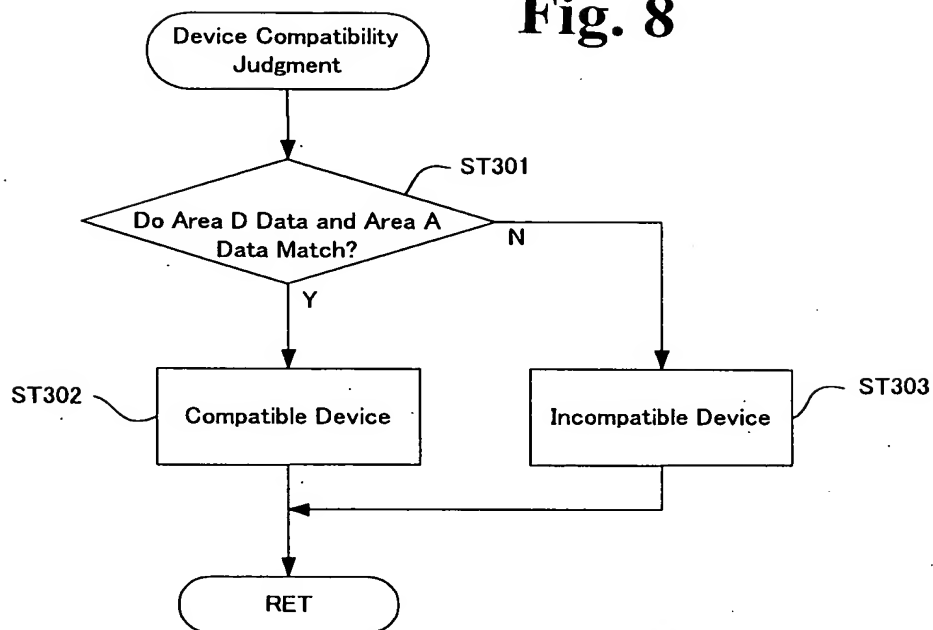 Fig. 8
Device Compatibility
Judgment
ST301
Do Area D Data and Area A
Data Match?
N
Y
ST302
Compatible Device
Incompatible Device
ST303
RET